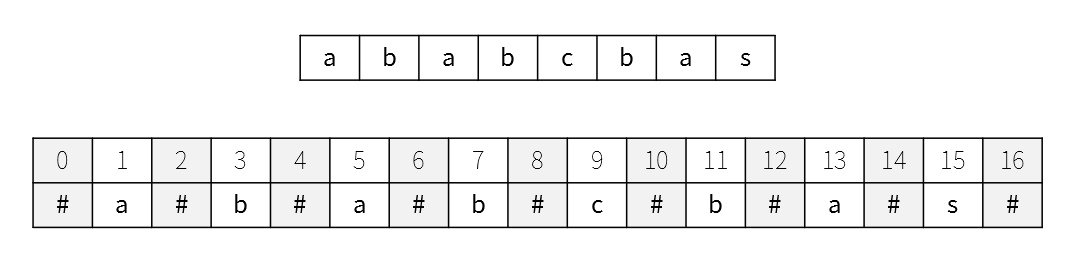 a b a b c b a s
0 1 2 3 4 5 6 7 8 9 10 11 12 13 14 15 16
# a # b # a # b # c # b # a # s #